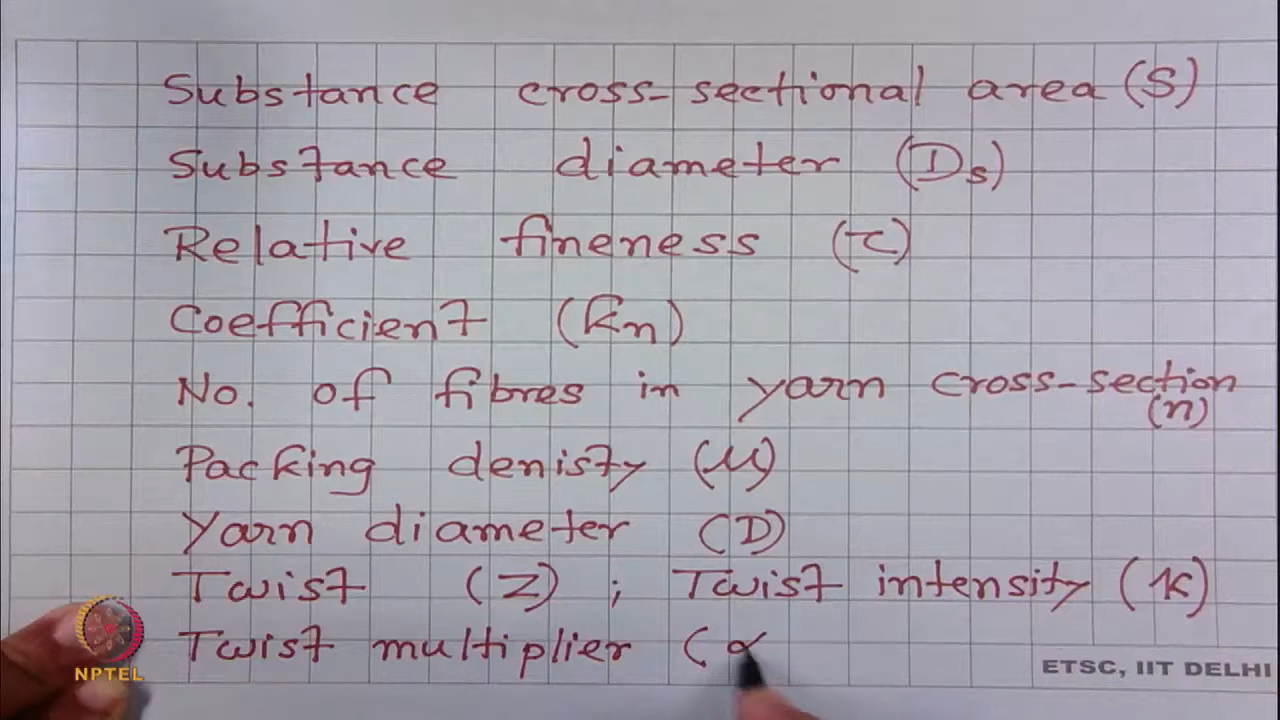 Substance cross-sectional area (S)
Substance diameter (Ds)
Relative fineness (τ)
Coefficient (kn)
No. of fibres in yarn cross-section
(n)
Packing denisty (μ)
Yarn diameter (D)
Twist (Z) ; Twist intensity (κ)
Twist multiplier (α
NPTEL
ETSC, IIT DELHI